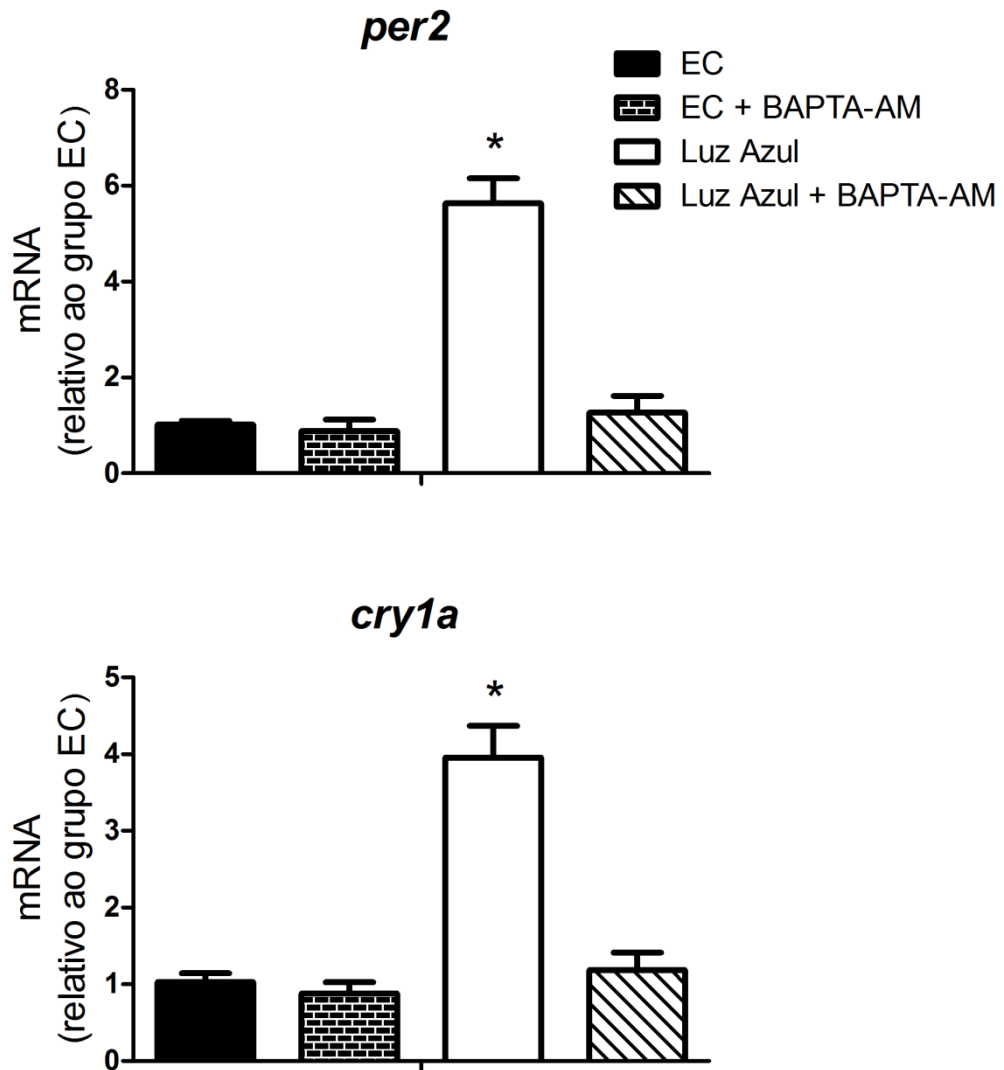 per2
EC
EC + BAPTA-AM
Luz Azul
Luz Azul + BAPTA-AM
mRNA
(relativo ao grupo EC)
8
6
4
2
0
*
cry1a
mRNA
(relativo ao grupo EC)
5
4
3
2
1
0
*